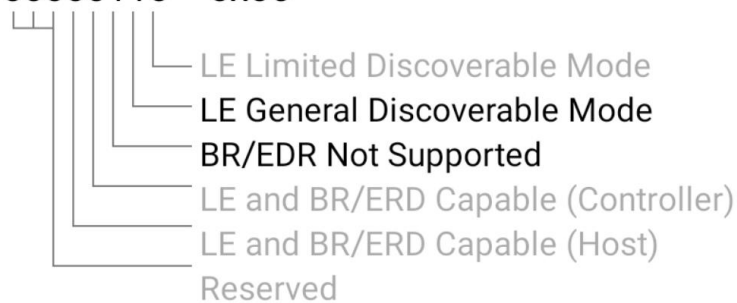 LE Limited Discoverable Mode
LE General Discoverable Mode
BR/EDR Not Supported
LE and BR/ERD Capable (Controller)
LE and BR/ERD Capable (Host)
Reserved